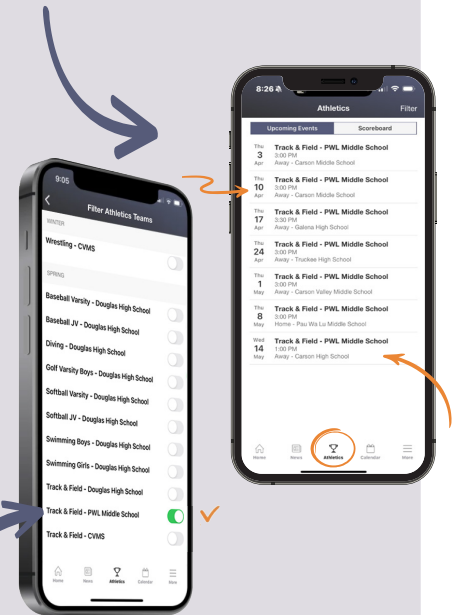 8:26
Athletics
Filter
Upcoming Events
Scoreboard
Thu 3 Apr
Track & Field - PWL Middle School
3:00 PM
Away - Carson Middle School
Thu 10 Apr
Track & Field - PWL Middle School
3:00 PM
Away - Carson Middle School
Thu 17 Apr
Track & Field - PWL Middle School
3:30 PM
Away - Galena High School
Thu 24 Apr
Track & Field - PWL Middle School
3:00 PM
Away - Truckee High School
Thu 1 May
Track & Field - PWL Middle School
3:00 PM
Away - Carson Valley Middle School
Thu 8 May
Track & Field - PWL Middle School
3:00 PM
Home - Pau Wa Lu Middle School
Wed 14 May
Track & Field - PWL Middle School
1:00 PM
Away - Carson High School
Home
News
Athletics
Calendar
More
9:05
Filter Athletics Teams
WINTER
Wrestling - CVMS
SPRING
Baseball Varsity - Douglas High School
Baseball JV - Douglas High School
Diving - Douglas High School
Golf Varsity Boys - Douglas High School
Softball Varsity - Douglas High School
Softball JV - Douglas High School
Swimming Boys - Douglas High School
Swimming Girls - Douglas High School
Track & Field - Douglas High School
Track & Field - PWL Middle School
Track & Field - CVMS
Home
News
Athletics
Calendar
More